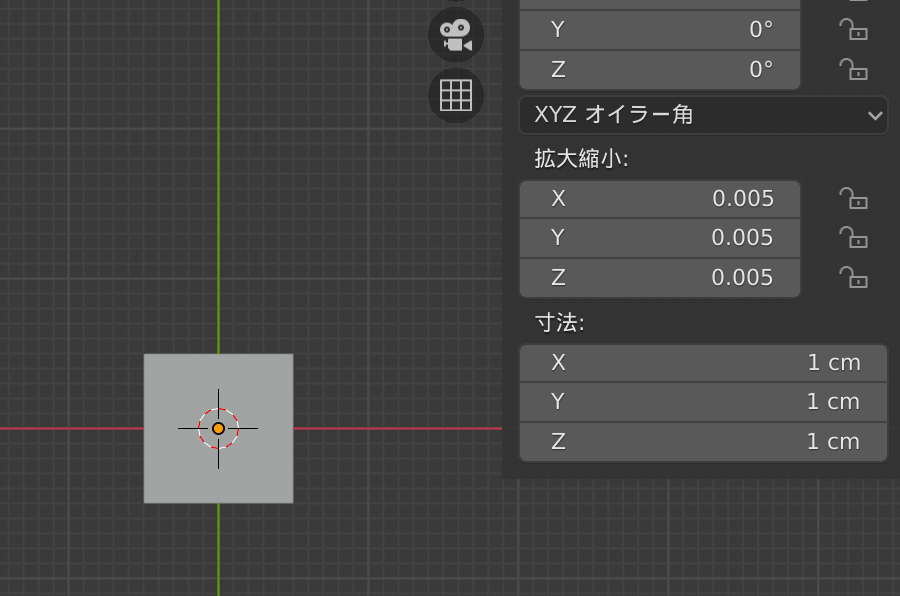 Y 0°
Z 0°
XYZ オイラー角
拡大縮小:
X 0.005
Y 0.005
Z 0.005
寸法:
X 1 cm
Y 1 cm
Z 1 cm